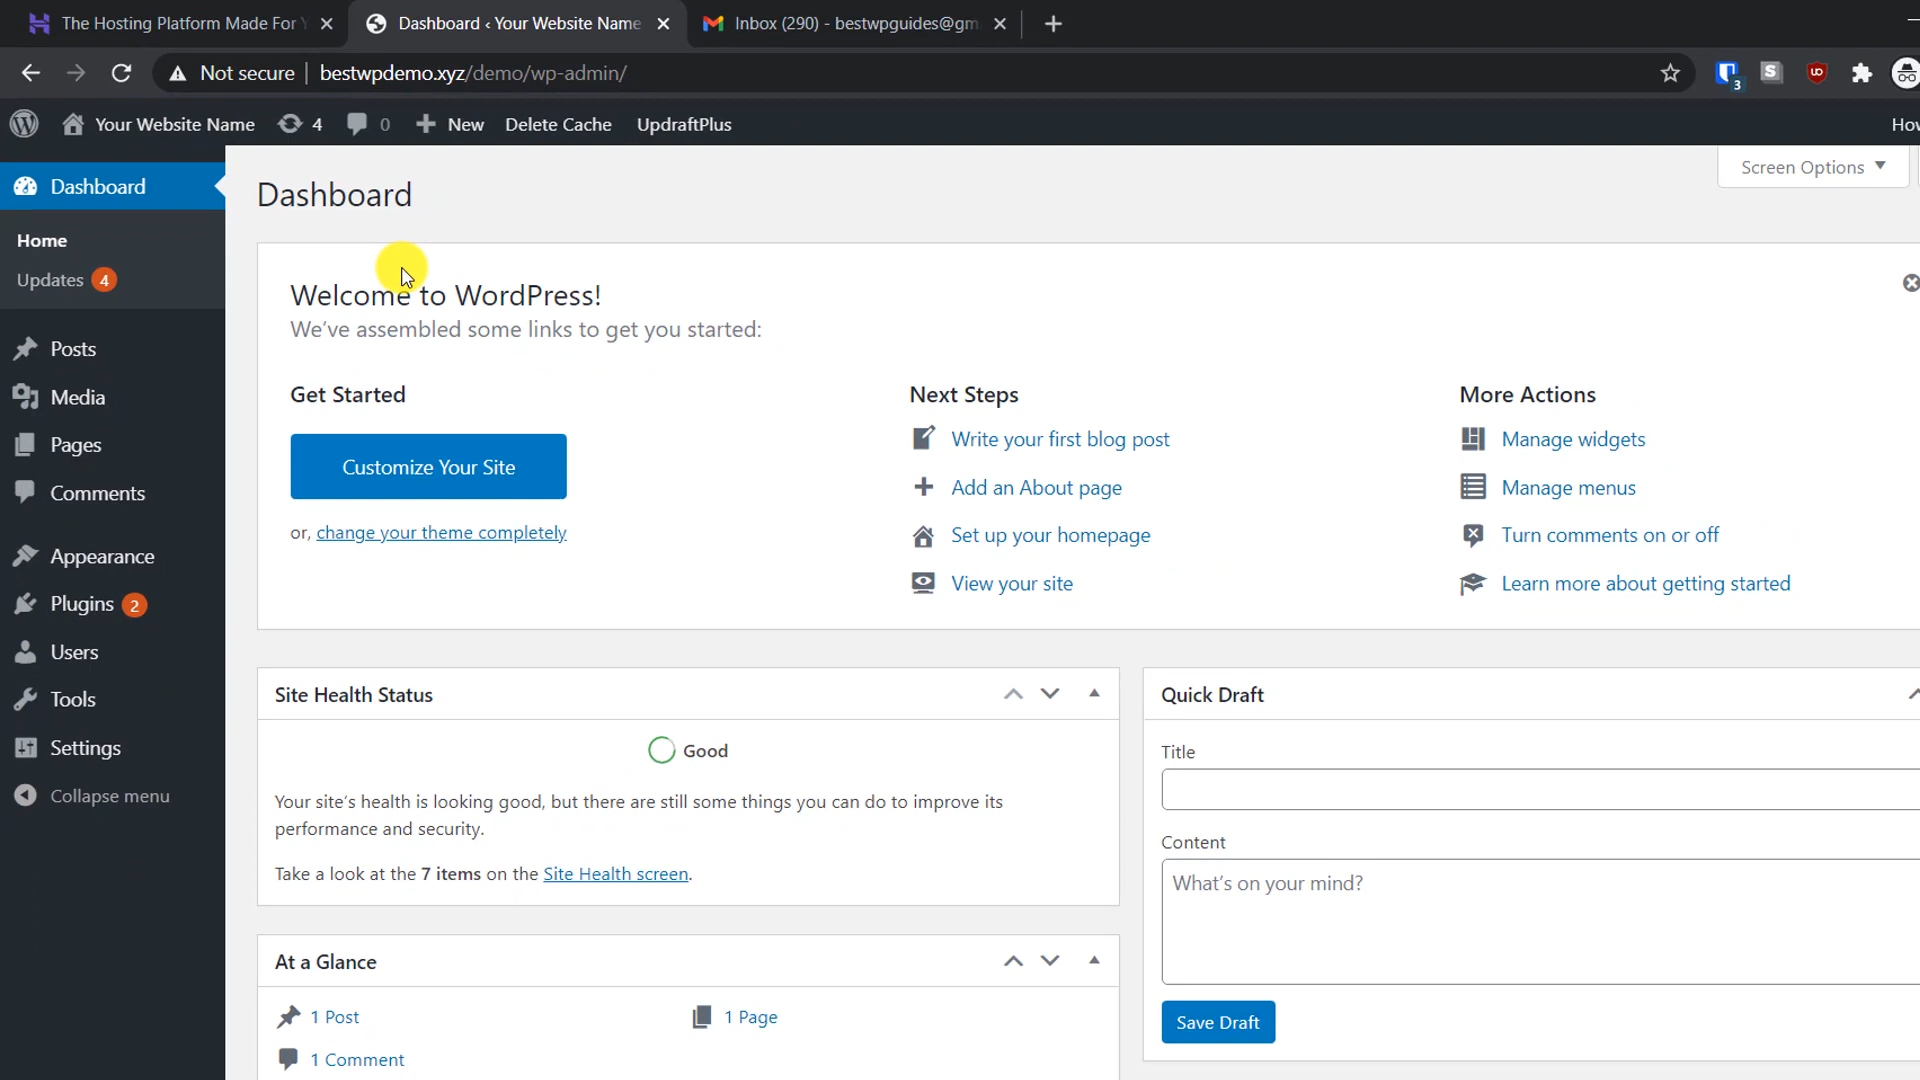 The Hosting Platform Made For Y
Dashboard ‹ Your Website Name
Inbox (290) - bestwpguides@gm
Not secure
bestwpdemo.xyz/demo/wp-admin/
3
Your Website Name
4
0
New
Delete Cache
UpdraftPlus
How
Dashboard
Home
Updates 4
Posts
Media
Pages
Comments
Appearance
Plugins 2
Users
Tools
Settings
Collapse menu
Screen Options
Dashboard
Welcome to WordPress!
We've assembled some links to get you started:
Get Started
Customize Your Site
or, change your theme completely
Next Steps
Write your first blog post
Add an About page
Set up your homepage
View your site
More Actions
Manage widgets
Manage menus
Turn comments on or off
Learn more about getting started
Site Health Status
Good
Your site's health is looking good, but there are still some things you can do to improve its
performance and security.
Take a look at the 7 items on the Site Health screen.
At a Glance
1 Post
1 Page
1 Comment
Quick Draft
Title
Content
What's on your mind?
Save Draft